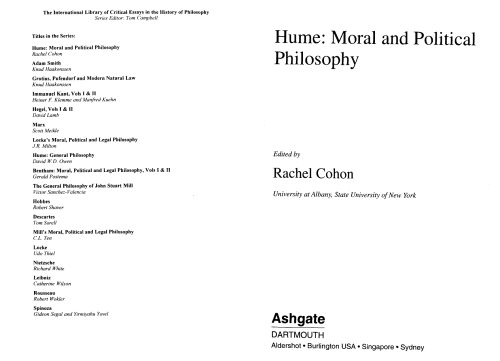 The International Library of Critical Essays in the History of Philosophy
Series Editor: Tom Campbell
Titles in the Series:
Hume: Moral and Political Philosophy
Rachel Cohon
Adam Smith
Knud Haakonssen
Grotius, Pufendorf and Modern Natural Law
Knud Haakonssen
Immanuel Kant, Vols I & II
Heiner F. Klemme and Manfred Kuehn
Hegel, Vols I & II
David Lamb
Marx
Scott Meikle
Locke's Moral, Political and Legal Philosophy
J.R. Milton
Hume: General Philosophy
David W.D. Owen
Bentham: Moral, Political and Legal Philosophy, Vols I & II
Gerald Postema
The General Philosophy of John Stuart Mill
Victor Sanchez-Valencia
Hobbes
Robert Shaver
Descartes
Tom Sorell
Mill's Moral, Political and Legal Philosophy
C.L. Ten
Locke
Udo Thiel
Nietzsche
Richard White
Leibniz
Catherine Wilson
Rousseau
Robert Wokler
Spinoza
Gideon Segal and Yirmiyahu Yovel
Hume: Moral and Political
Philosophy
Edited by
Rachel Cohon
University at Albany, State University of New York
Ashgate
DARTMOUTH
Aldershot • Burlington USA • Singapore • Sydney